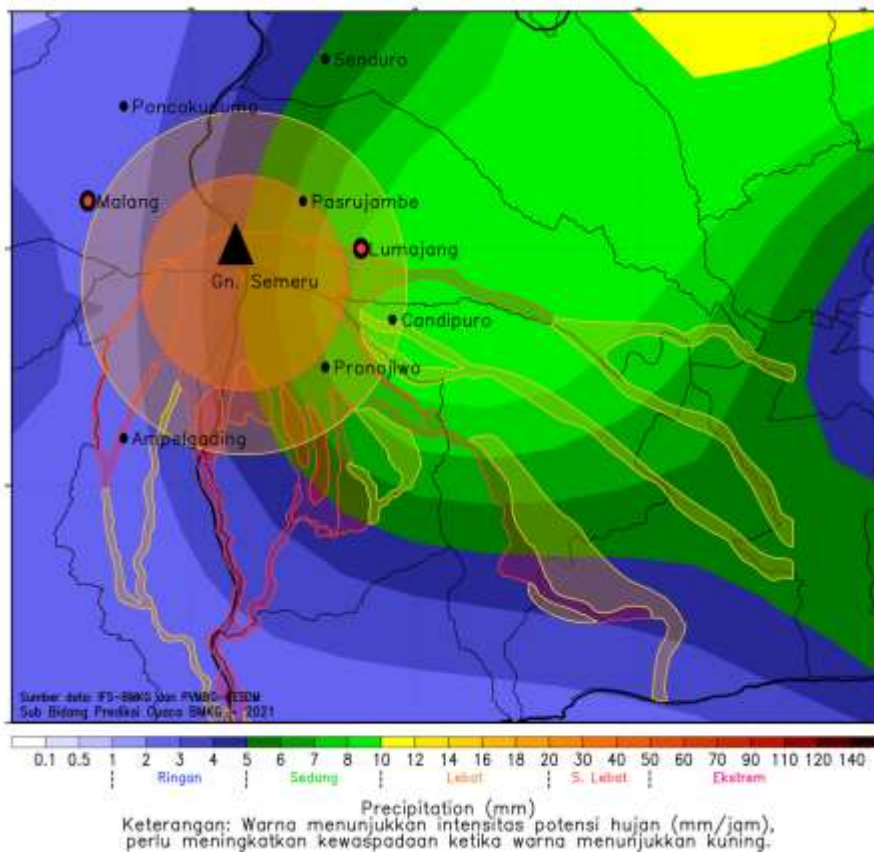 Senduro
Poncokusumo
Malang
Pasrujambe
Lumajang
Gn. Semeru
Candipuro
Pronojiwo
Ampelgading
Sumber data: IFS-BMKG dan PVMBG-KESDM
Sub Bidang Prediksi Cuaca BMKG - 2021
0.1 0.5 1 2 3 4 5 6 7 8 10 12 14 16 18 20 30 40 50 60 70 90 110 120 140
Ringan Sedang Lebat S. Lebat Ekstrem
Precipitation (mm)
Keterangan: Warna menunjukkan intensitas potensi hujan (mm/jam),
perlu meningkatkan kewaspadaan ketika warna menunjukkan kuning.